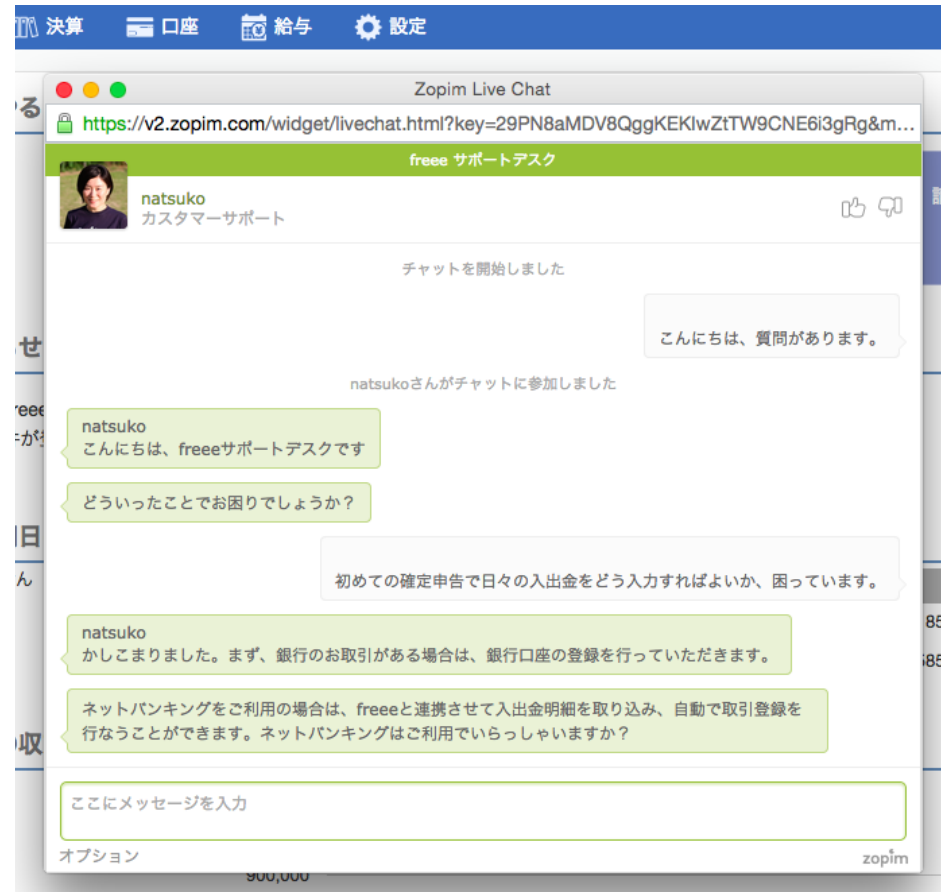 決算
口座
給与
設定
Zopim Live Chat
https://v2.zopim.com/widget/livechat.html?key=29PN8aMDV8QggKEKlwZtTW9CNE6i3gRg&m...
freee サポートデスク
natsuko
カスタマーサポート
チャットを開始しました
こんにちは、質問があります。
natsukoさんがチャットに参加しました
natsuko
こんにちは、freeeサポートデスクです
どういったことでお困りでしょうか？
初めての確定申告で日々の入出金をどう入力すればよいか、困っています。
natsuko
かしこまりました。まず、銀行のお取引がある場合は、銀行口座の登録を行っていただきます。
ネットバンキングをご利用の場合は、freeeと連携させて入出金明細を取り込み、自動で取引登録を
行なうことができます。ネットバンキングはご利用でいらっしゃいますか？
ここにメッセージを入力
オプション
zopim
900,000